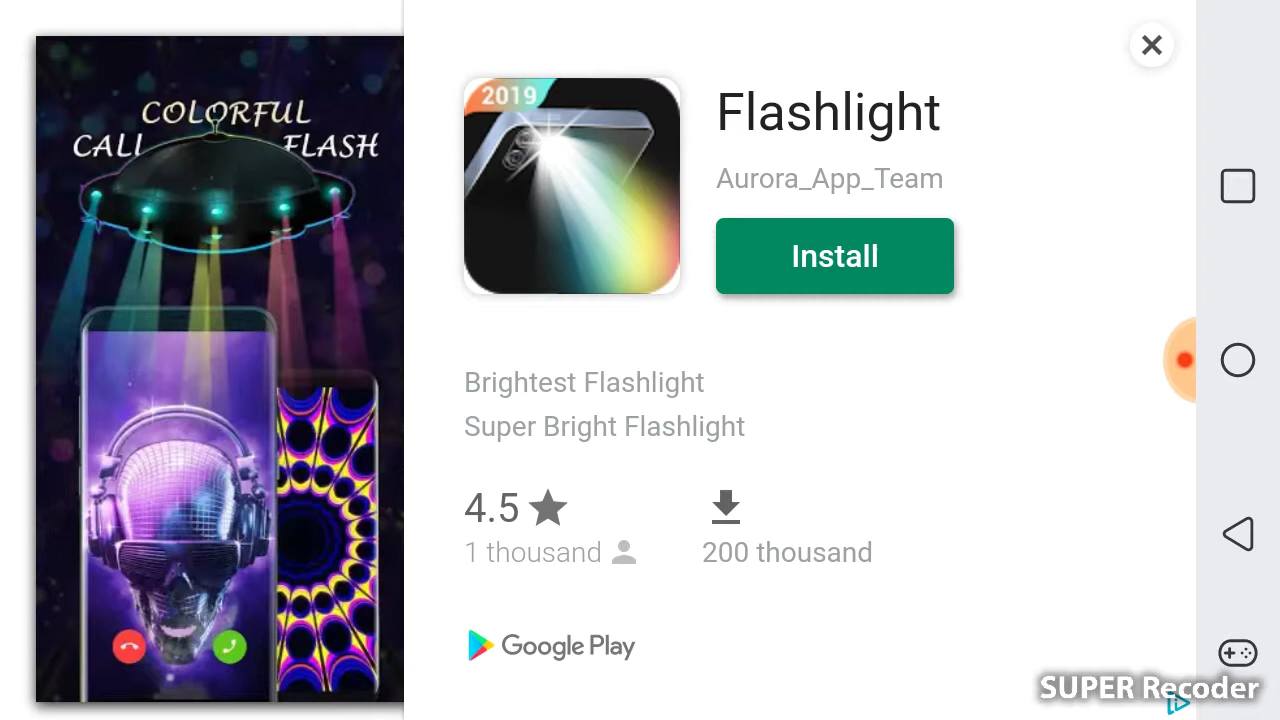 COLORFUL
CALL FLASH
2019
Flashlight
Aurora_App_Team
Install
Brightest Flashlight
Super Bright Flashlight
4.5
1 thousand
200 thousand
Google Play
SUPER Recoder